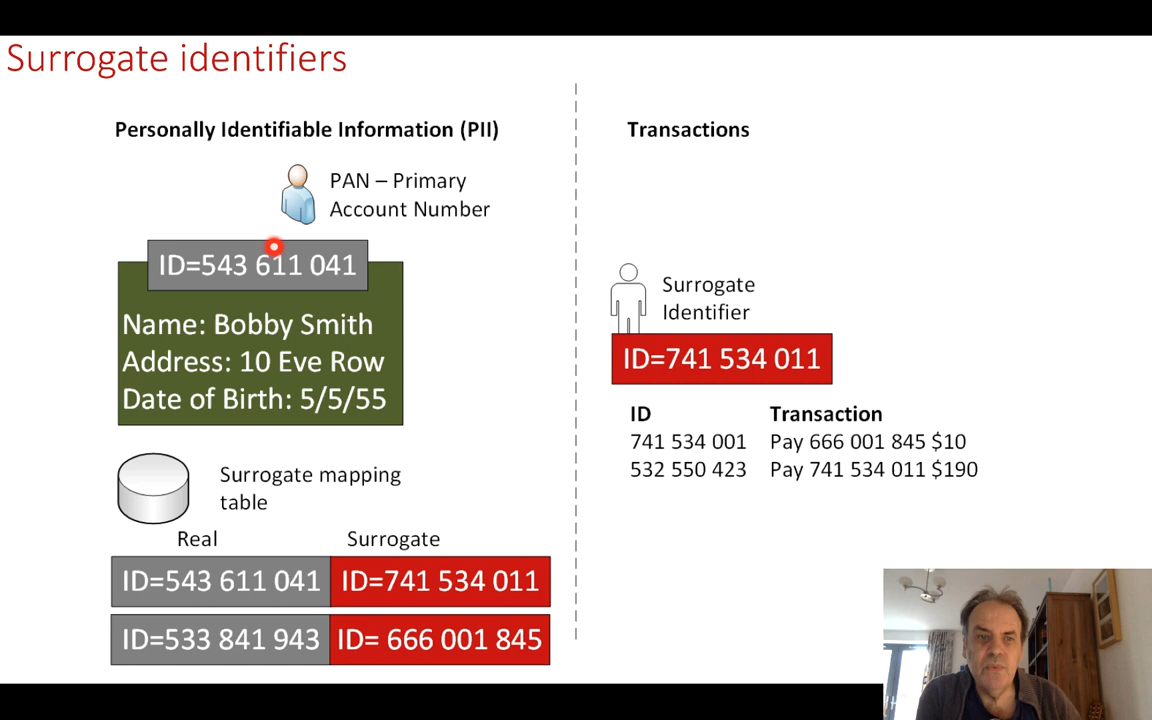 Surrogate identifiers
Personally Identifiable Information (PII)
PAN – Primary
Account Number
ID=543 611 041
Name: Bobby Smith
Address: 10 Eve Row
Date of Birth: 5/5/55
Surrogate mapping
table
Real Surrogate
ID=543 611 041 ID=741 534 011
ID=533 841 943 ID= 666 001 845
Transactions
Surrogate
Identifier
ID=741 534 011
ID Transaction
741 534 001 Pay 666 001 845 $10
532 550 423 Pay 741 534 011 $190